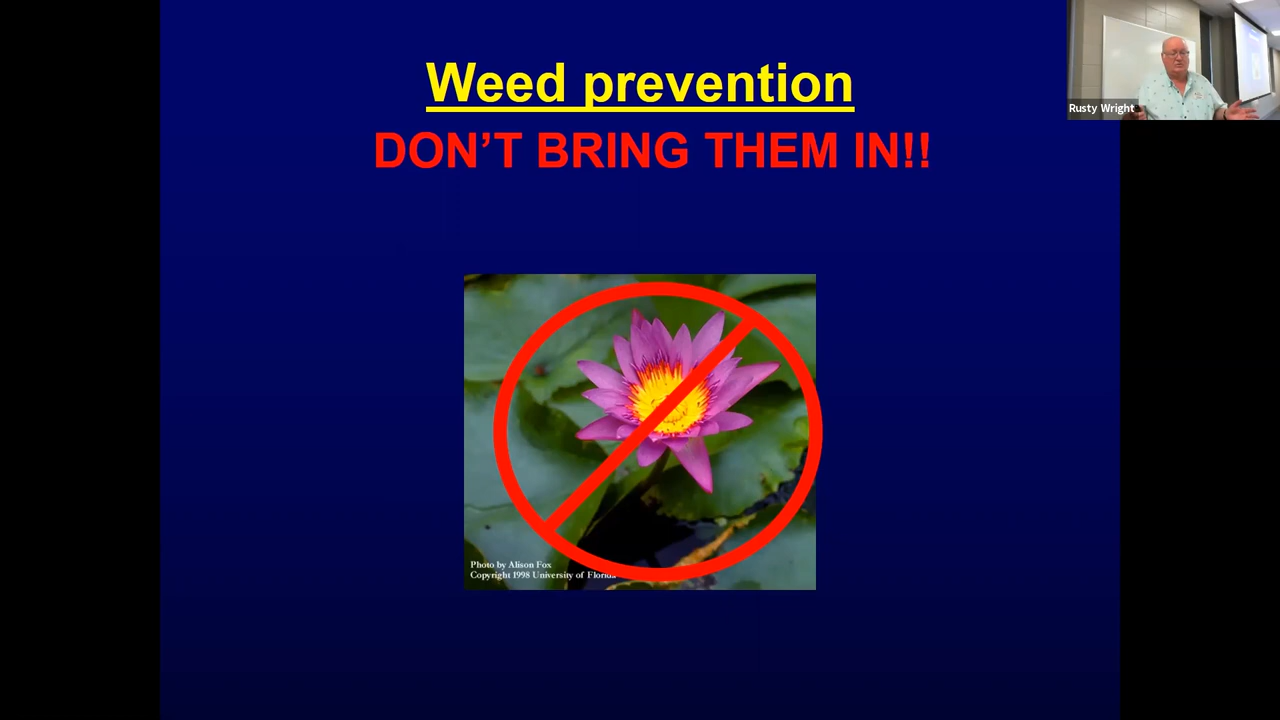 Weed prevention
DON’T BRING THEM IN!!
Rusty Wright
Photo by Alison Fox
Copyright 1998 University of Florida